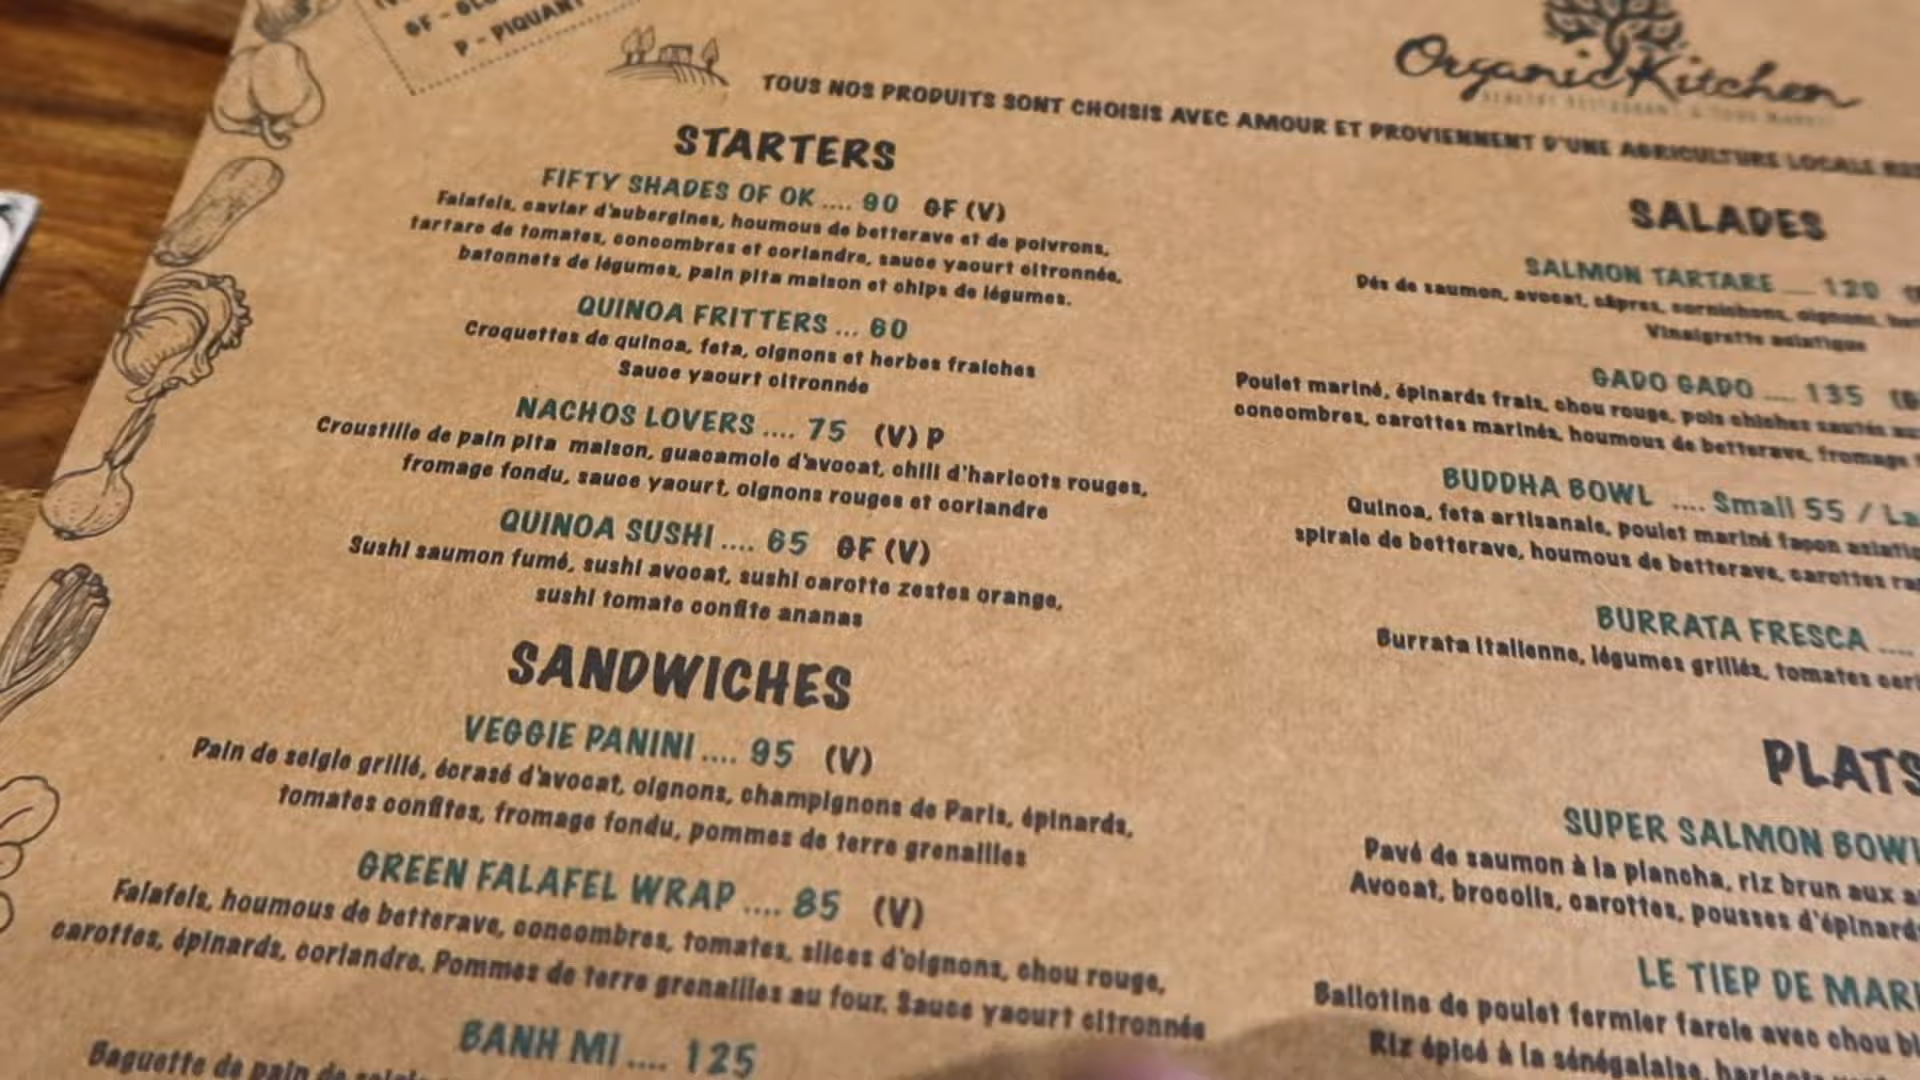 P - PIQUANT
Organic Kitchen
TOUS NOS PRODUITS SONT CHOISIS AVEC AMOUR ET PROVIENNENT D'UNE AGRICULTURE LOCALE
STARTERS
FIFTY SHADES OF OK .... 90 GF (V)
Falafels, caviar d'aubergines, houmous de betterave et de poivrons,
tartare de tomates, concombres et coriandre, sauce yaourt citronnée,
batonnets de légumes, pain pita maison et chips de légumes.
QUINOA FRITTERS ... 60
Croquettes de quinoa, feta, oignons et herbes fraiches
Sauce yaourt citronnée
NACHOS LOVERS .... 75 (V) P
Croustille de pain pita maison, guacamole d'avocat, chili d'haricots rouges,
fromage fondu, sauce yaourt, oignons rouges et coriandre
QUINOA SUSHI .... 65 GF (V)
Sushi saumon fumé, sushi avocat, sushi carotte zestes orange,
sushi tomate confite ananas
SANDWICHES
VEGGIE PANINI .... 95 (V)
Pain de seigle grillé, écrasé d'avocat, oignons, champignons de Paris, épinards,
tomates confites, fromage fondu, pommes de terre grenailles
GREEN FALAFEL WRAP .... 85 (V)
Falafels, houmous de betterave, concombres, tomates, slices d'oignons, chou rouge,
carottes, épinards, coriandre. Pommes de terre grenailles au four. Sauce yaourt citronnée
BANH MI .... 125
Baguette de pain de
SALADES
SALMON TARTARE .... 120
Dés de saumon, avocat, câpres, cornichons, oignons,
Vinaigrette asiatique
GADO GADO .... 135
Poulet mariné, épinards frais, chou rouge, pois chiches sautés
concombres, carottes marinés, houmous de betterave, fromage
BUDDHA BOWL .... Small 55 /
Quinoa, feta artisanale, poulet mariné façon
spirale de betterave, houmous de betterave, carottes
BURRATA FRESCA ....
Burrata italienne, légumes grillés, tomates
PLATS
SUPER SALMON BOWL
Pavé de saumon à la plancha, riz brun aux
Avocat, brocolis, carottes, pousses d'épinards
LE TIEP DE
Ballotine de poulet fermier farcie avec chou
Riz épicé à la sénégalaise,